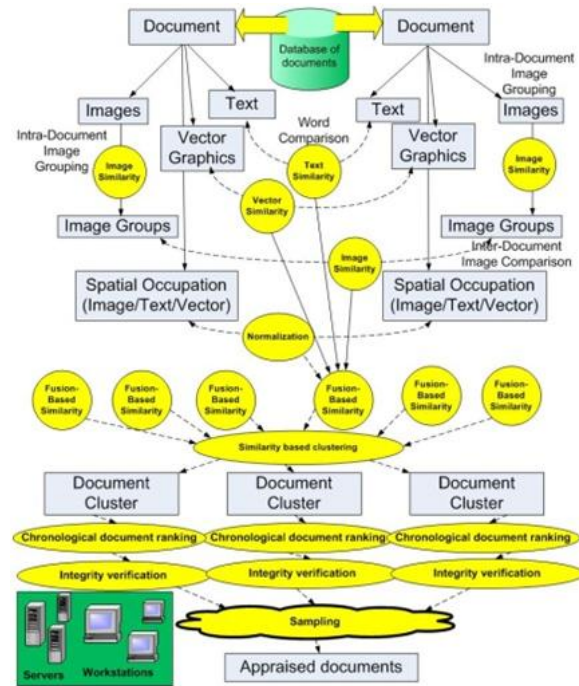 Document
Database of
documents
Document
Intra-Document
Image
Grouping
Images
Text
Word
Comparison
Text
Images
Intra-Document
Image
Grouping
Vector
Graphics
Vector
Graphics
Image
Similarity
Text
Similarity
Image
Similarity
Vector
Similarity
Image Groups
Image Groups
Inter-Document
Image Comparison
Image
Similarity
Spatial Occupation
(Image/Text/Vector)
Spatial Occupation
(Image/Text/Vector)
Normalization
Fusion-
Based
Similarity
Fusion-
Based
Similarity
Fusion-
Based
Similarity
Fusion-
Based
Similarity
Fusion-
Based
Similarity
Fusion-
Based
Similarity
Similarity based clustering
Document
Cluster
Document
Cluster
Document
Cluster
Chronological document ranking
Chronological document ranking
Chronological document ranking
Integrity verification
Integrity verification
Integrity verification
Sampling
Servers
Workstations
Appraised documents